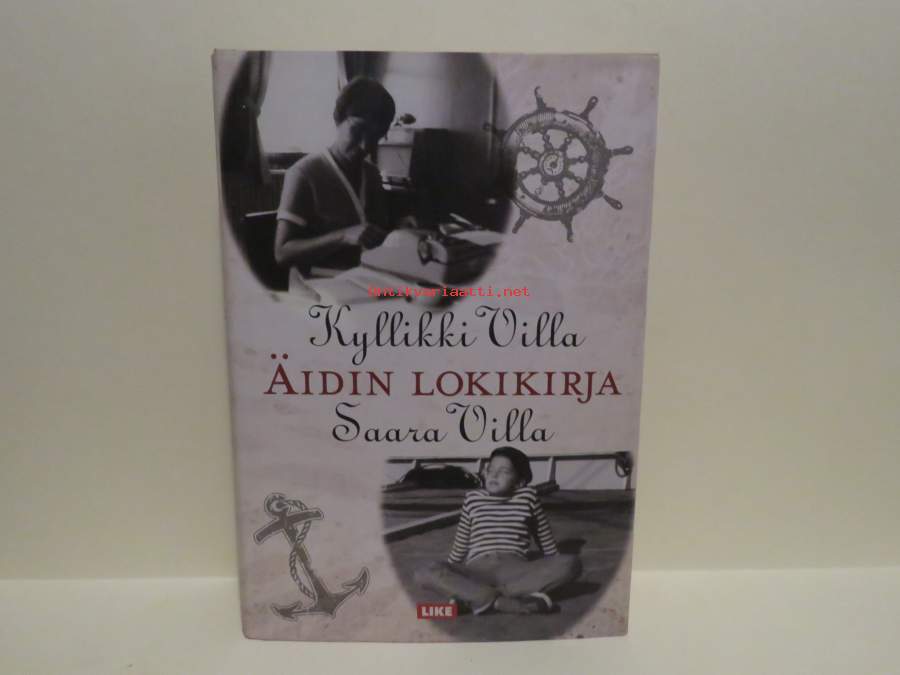 antikvariaatti.net
Kyllikki Villa
ÄIDIN LOKIKIRJA
Saara Villa
LIKE